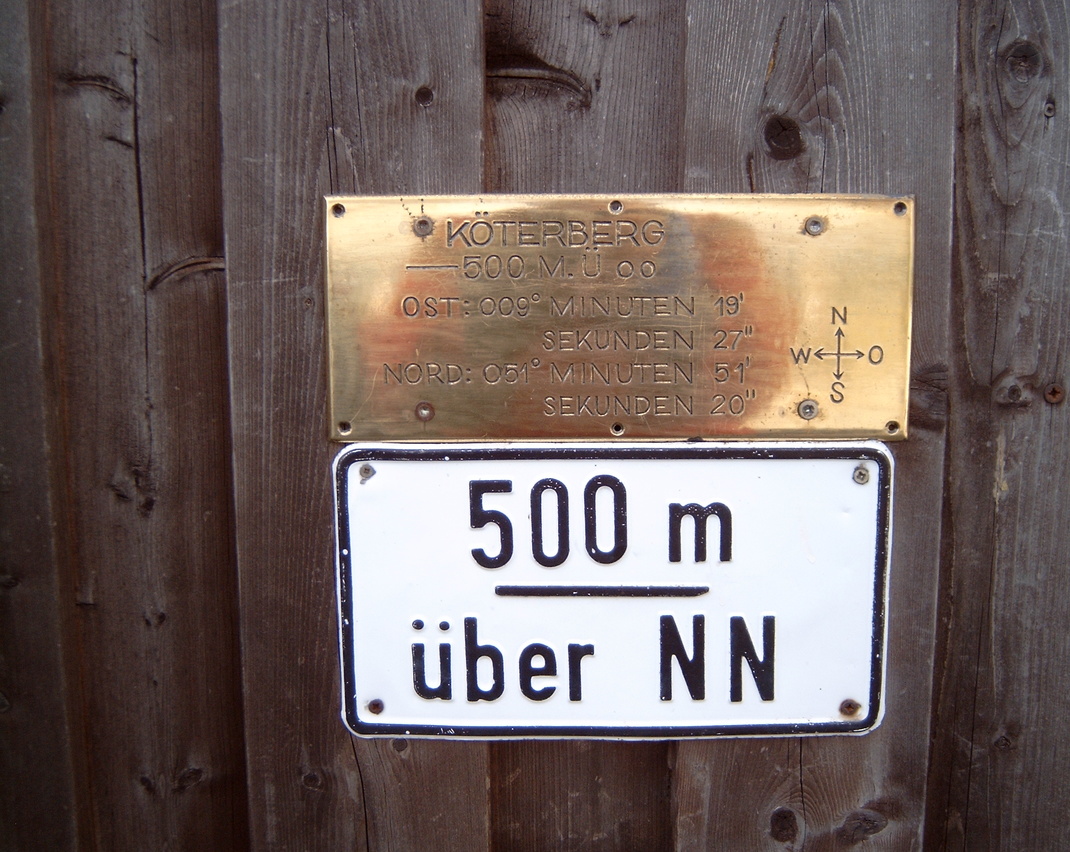 KÖTERBERG
—500 M.Ü oo
OST: 009° MINUTEN 19'
SEKUNDEN 27"
NORD: 051° MINUTEN 51'
SEKUNDEN 20"
N
W O
S
500 m
über NN